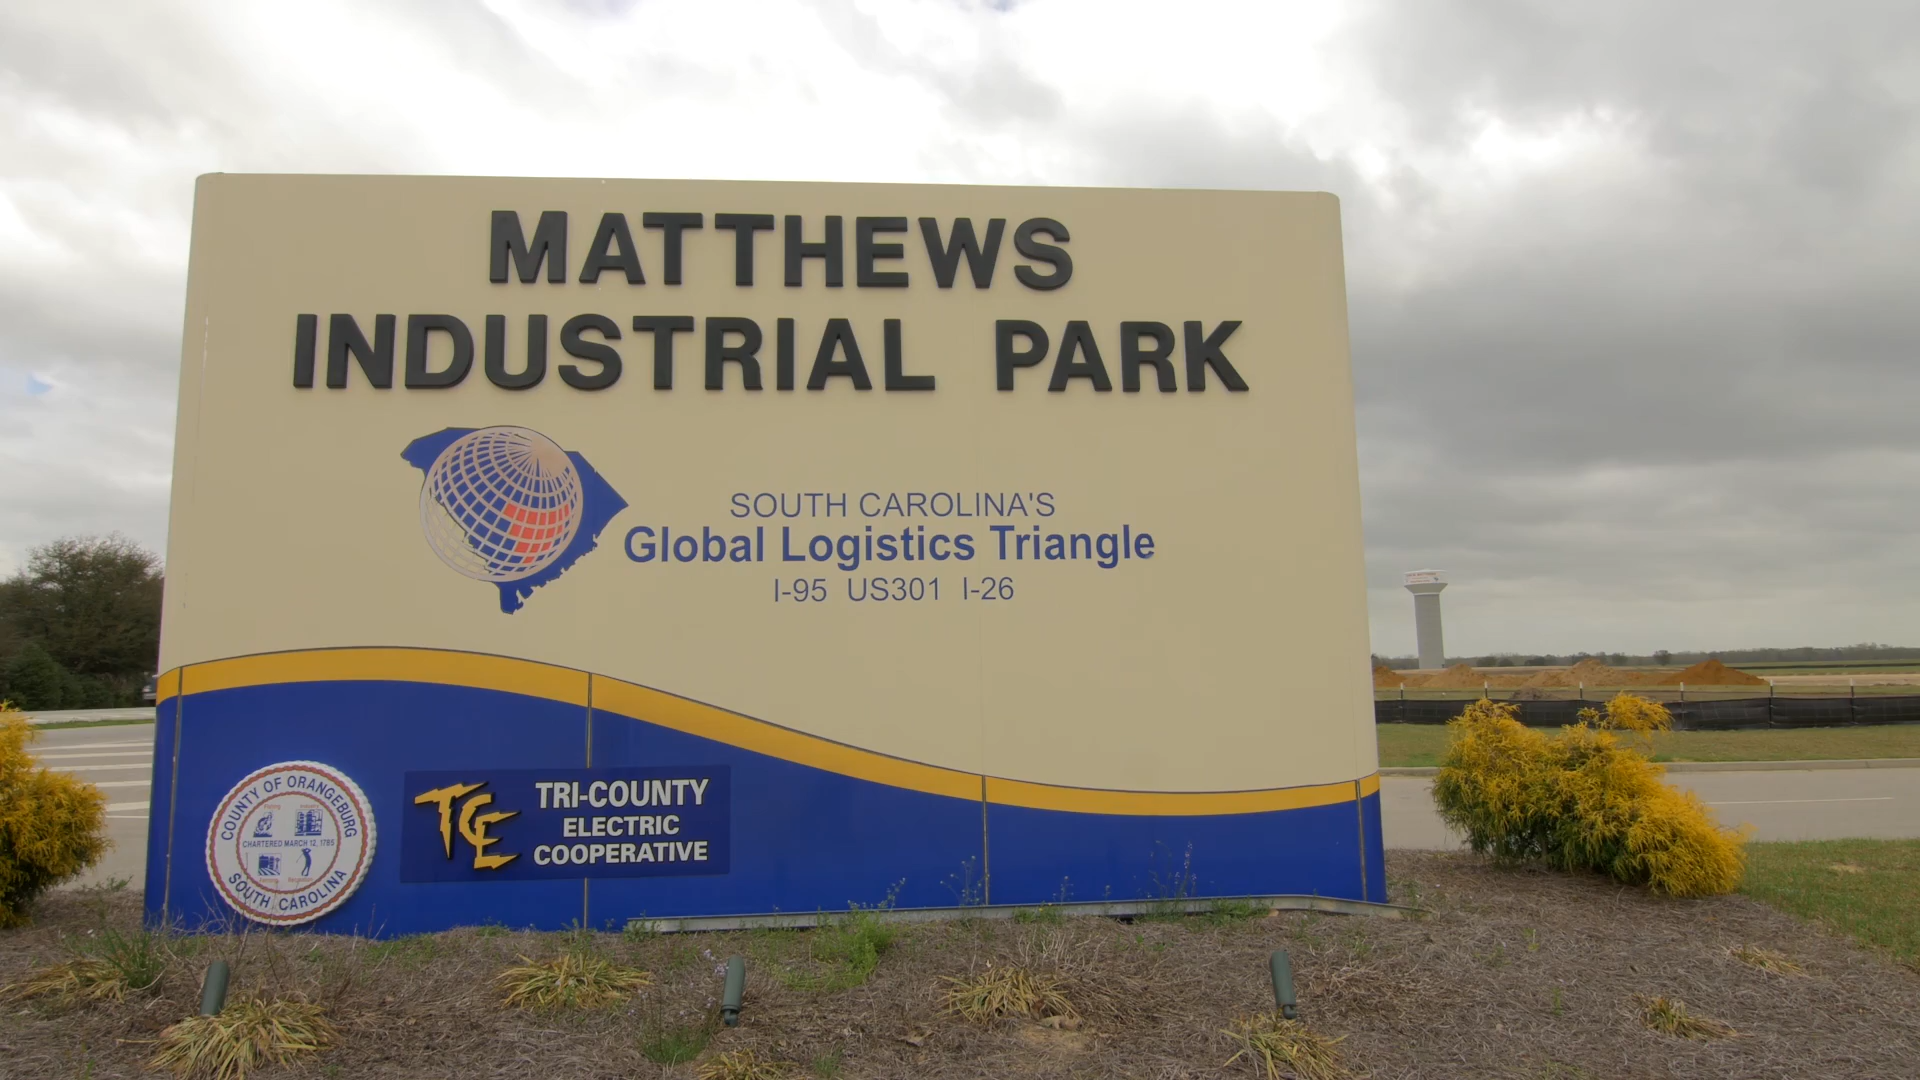 MATTHEWS
INDUSTRIAL PARK
SOUTH CAROLINA'S
Global Logistics Triangle
I-95 US301 I-26
COUNTY OF ORANGEBURG
CHARTERED MARCH 12, 1785
SOUTH CAROLINA
TCE
TRI-COUNTY
ELECTRIC
COOPERATIVE